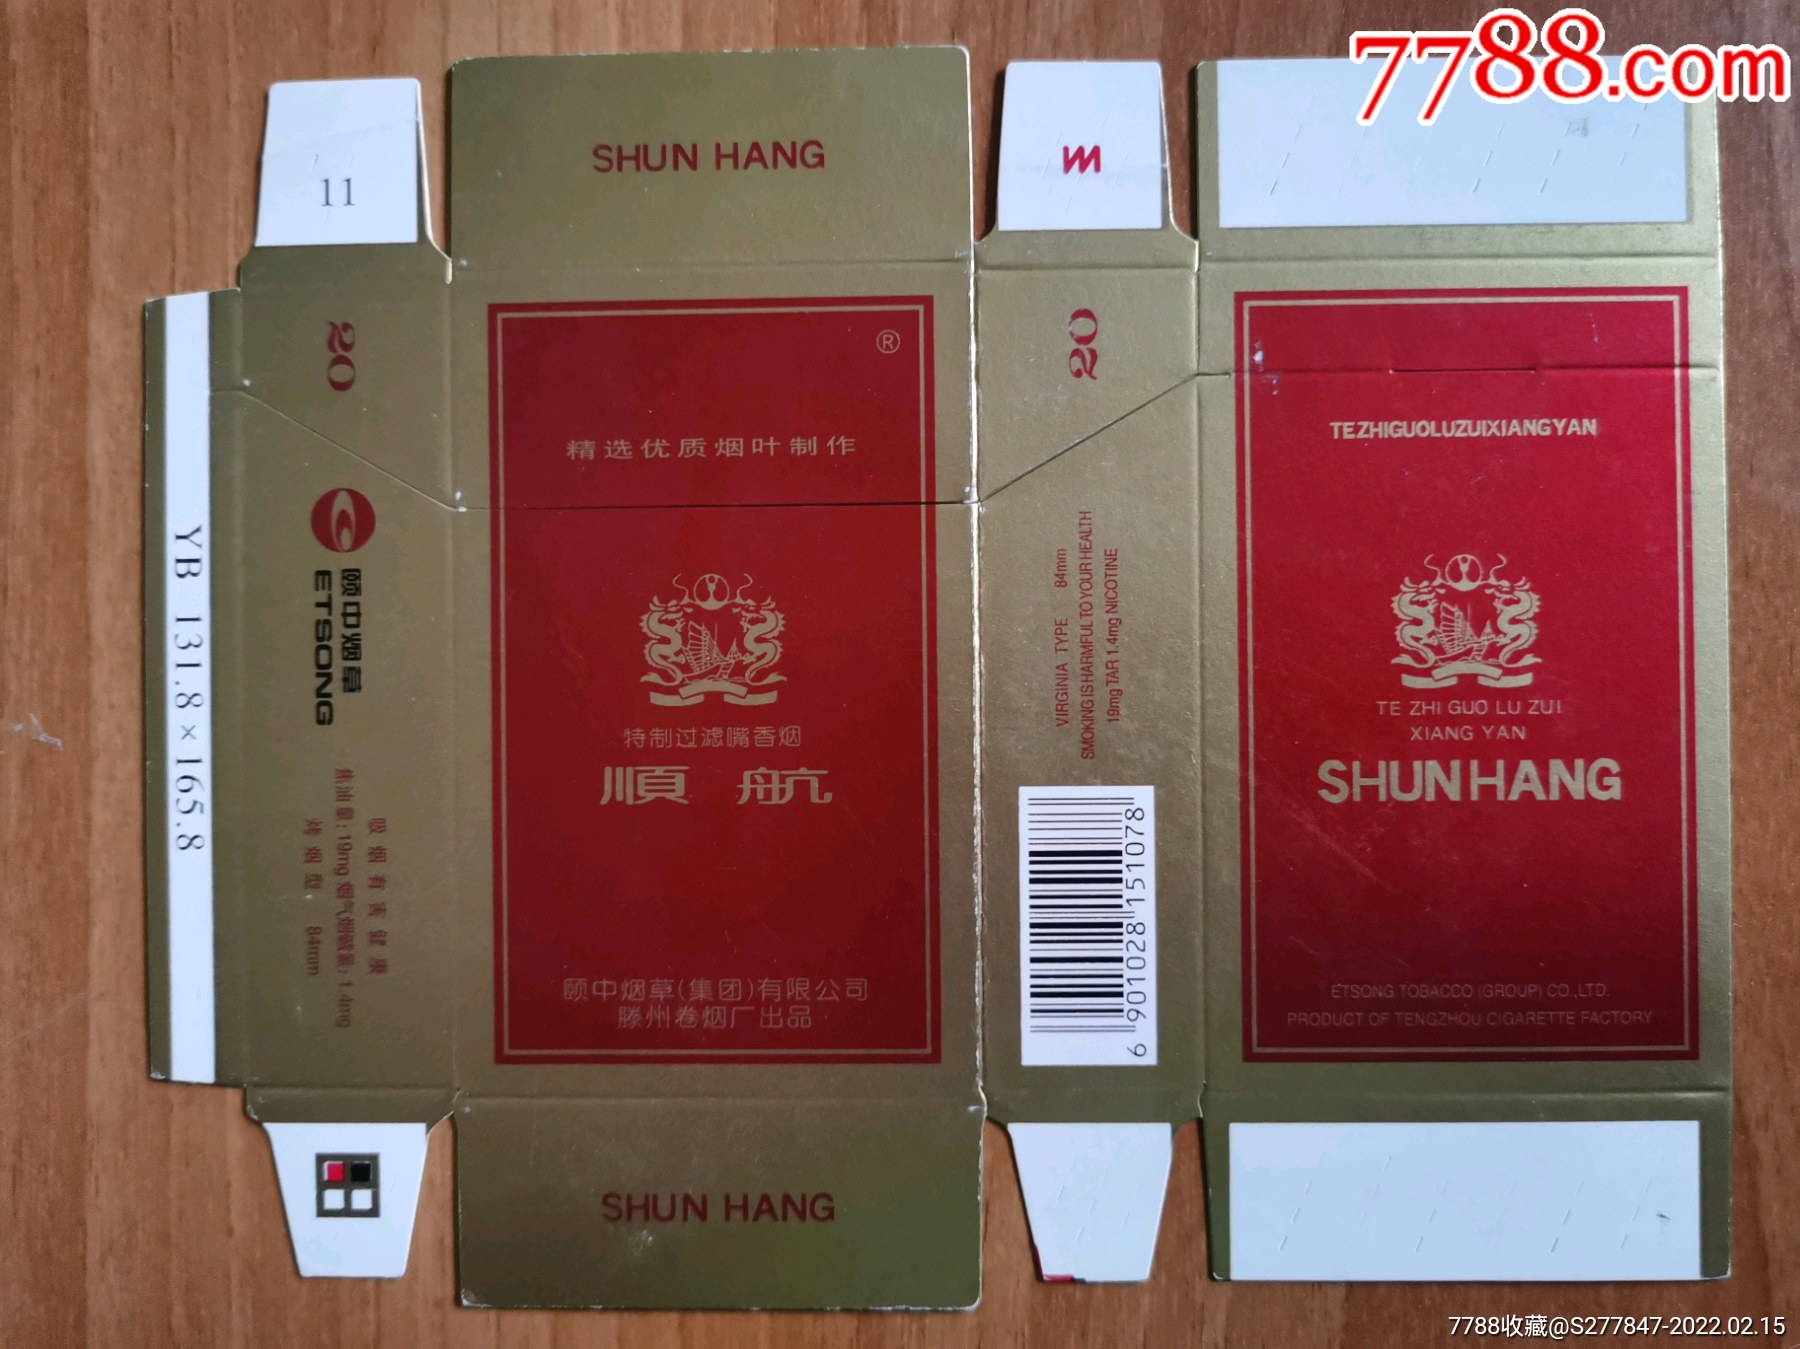 7788.com
11
SHUN HANG
20
YB 131.8×165.8
颐中烟草
ETSONG
吸烟有害健康
焦油量:19mg 烟气烟碱量:1.4mg
烤烟型 84mm
®
精选优质烟叶制作
特制过滤嘴香烟
順航
颐中烟草(集团)有限公司
滕州卷烟厂出品
SHUN HANG
20
VIRGINIA TYPE 84mm
SMOKING IS HARMFUL TO YOUR HEALTH
19mg TAR 1.4mg NICOTINE
6 901028 151078
TEZHIGUOLUZUIXIANGYAN
TE ZHI GUO LU ZUI
XIANG YAN
SHUN HANG
ETSONG TOBACCO (GROUP) CO.,LTD.
PRODUCT OF TENGZHOU CIGARETTE FACTORY
7788收藏@S277847-2022.02.15